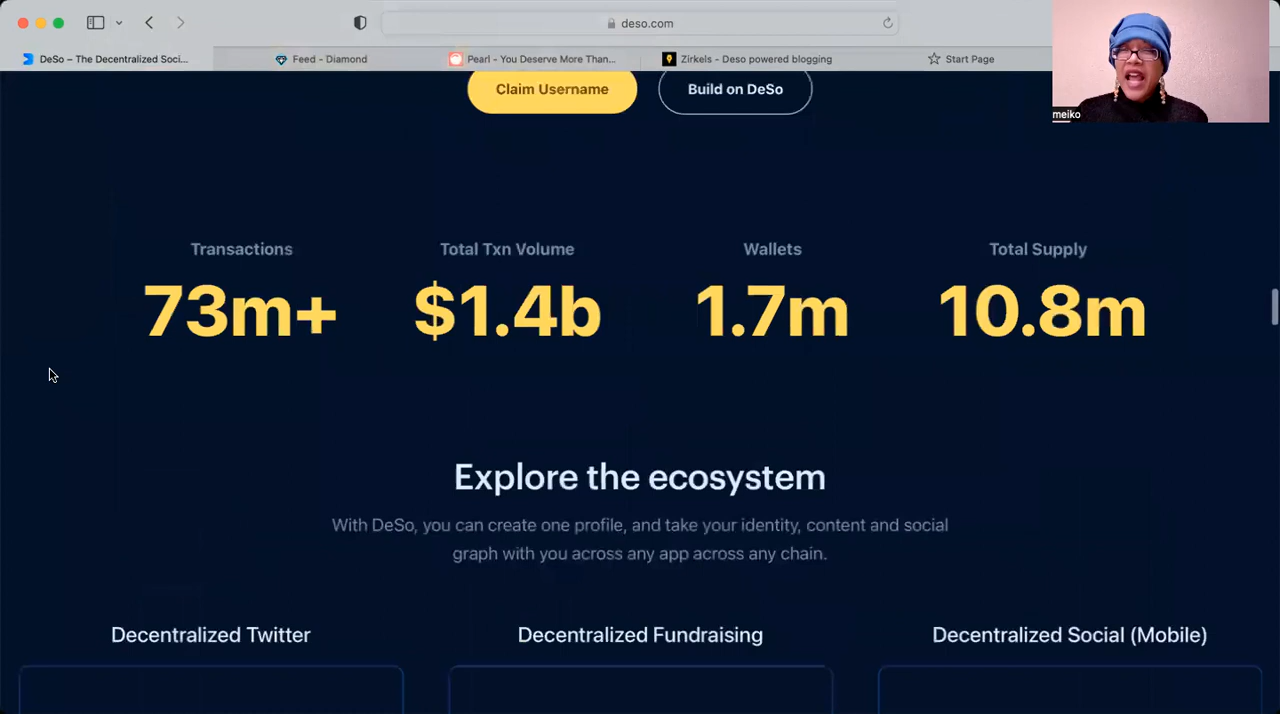 deso.com
DeSo – The Decentralized Soci...
Feed - Diamond
Pearl - You Deserve More Than...
Zirkels - Deso powered blogging
Start Page
meiko
Claim Username
Build on DeSo
Transactions
Total Txn Volume
Wallets
Total Supply
73m+
$1.4b
1.7m
10.8m
Explore the ecosystem
With DeSo, you can create one profile, and take your identity, content and social
graph with you across any app across any chain.
Decentralized Twitter
Decentralized Fundraising
Decentralized Social (Mobile)